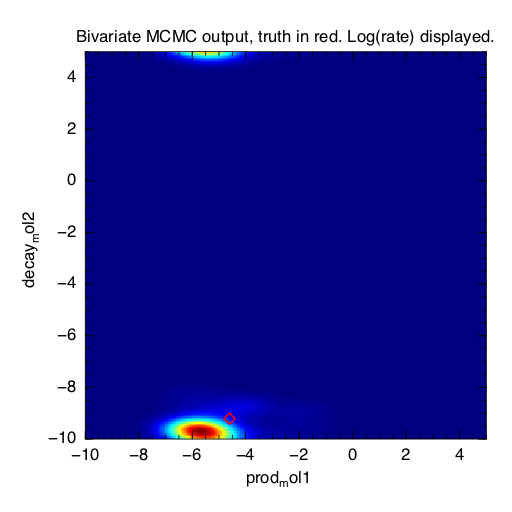 Bivariate MCMC output, truth in red. Log(rate) displayed.
4
2
0
−2
−4
−6
−8
−10
decay_mol2
−10 −8 −6 −4 −2 0 2 4
prod_mol1